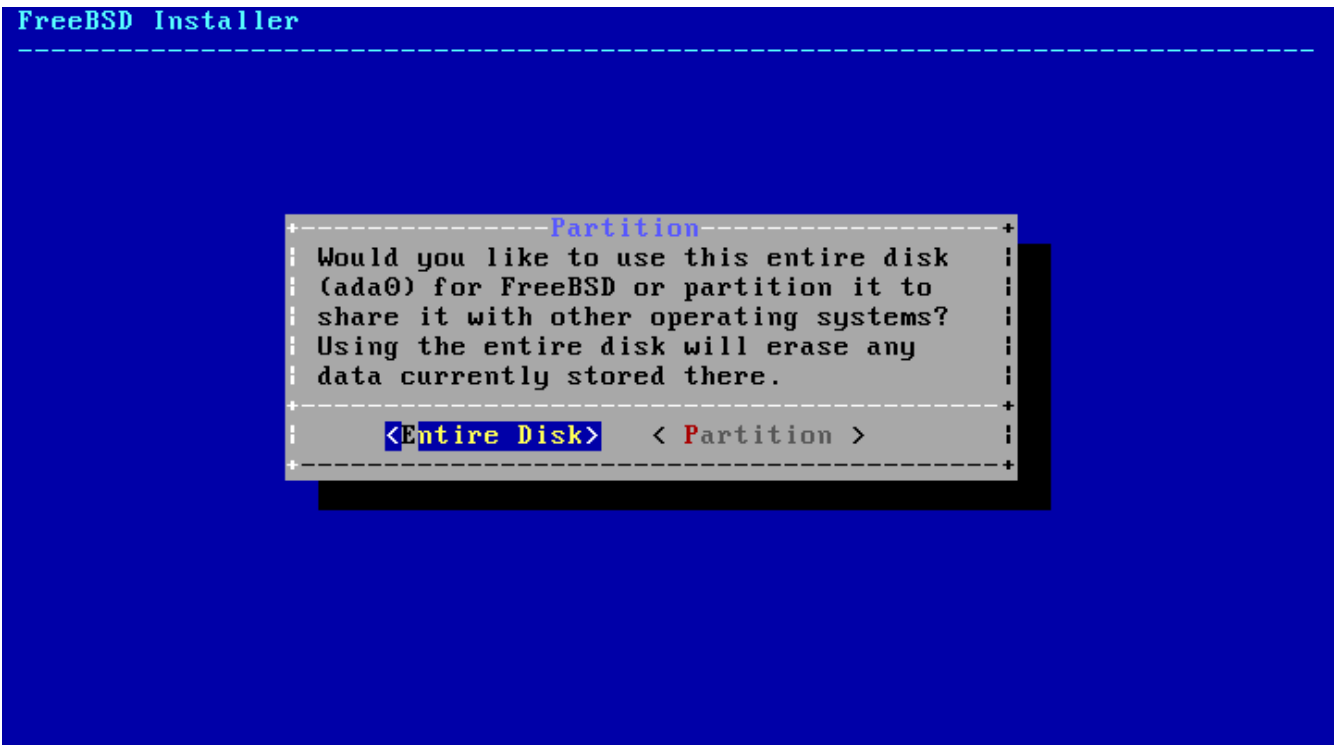 FreeBSD Installer
Partition
Would you like to use this entire disk
(ada0) for FreeBSD or partition it to
share it with other operating systems?
Using the entire disk will erase any
data currently stored there.
<Entire Disk> < Partition >